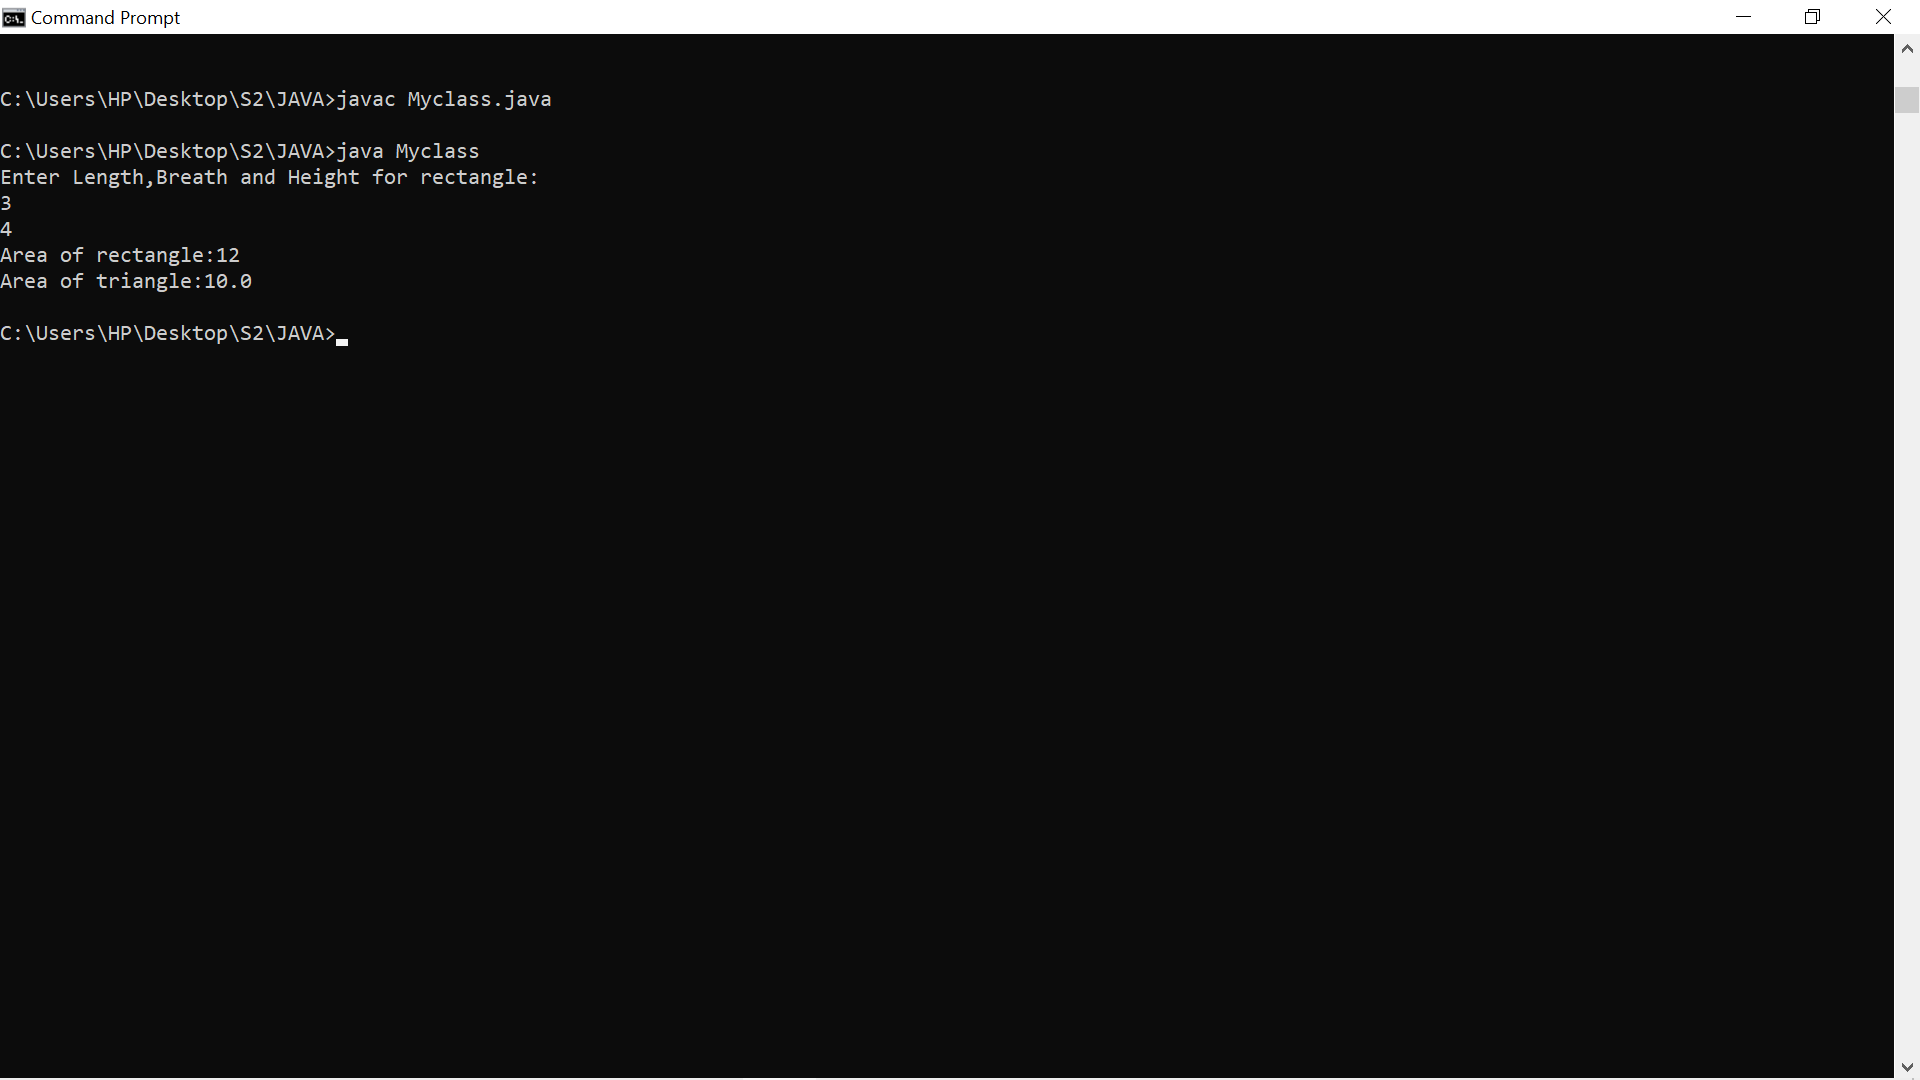 Command Prompt
C:\Users\HP\Desktop\S2\JAVA>javac Myclass.java
C:\Users\HP\Desktop\S2\JAVA>java Myclass
Enter Length,Breath and Height for rectangle:
3
4
Area of rectangle:12
Area of triangle:10.0
C:\Users\HP\Desktop\S2\JAVA>